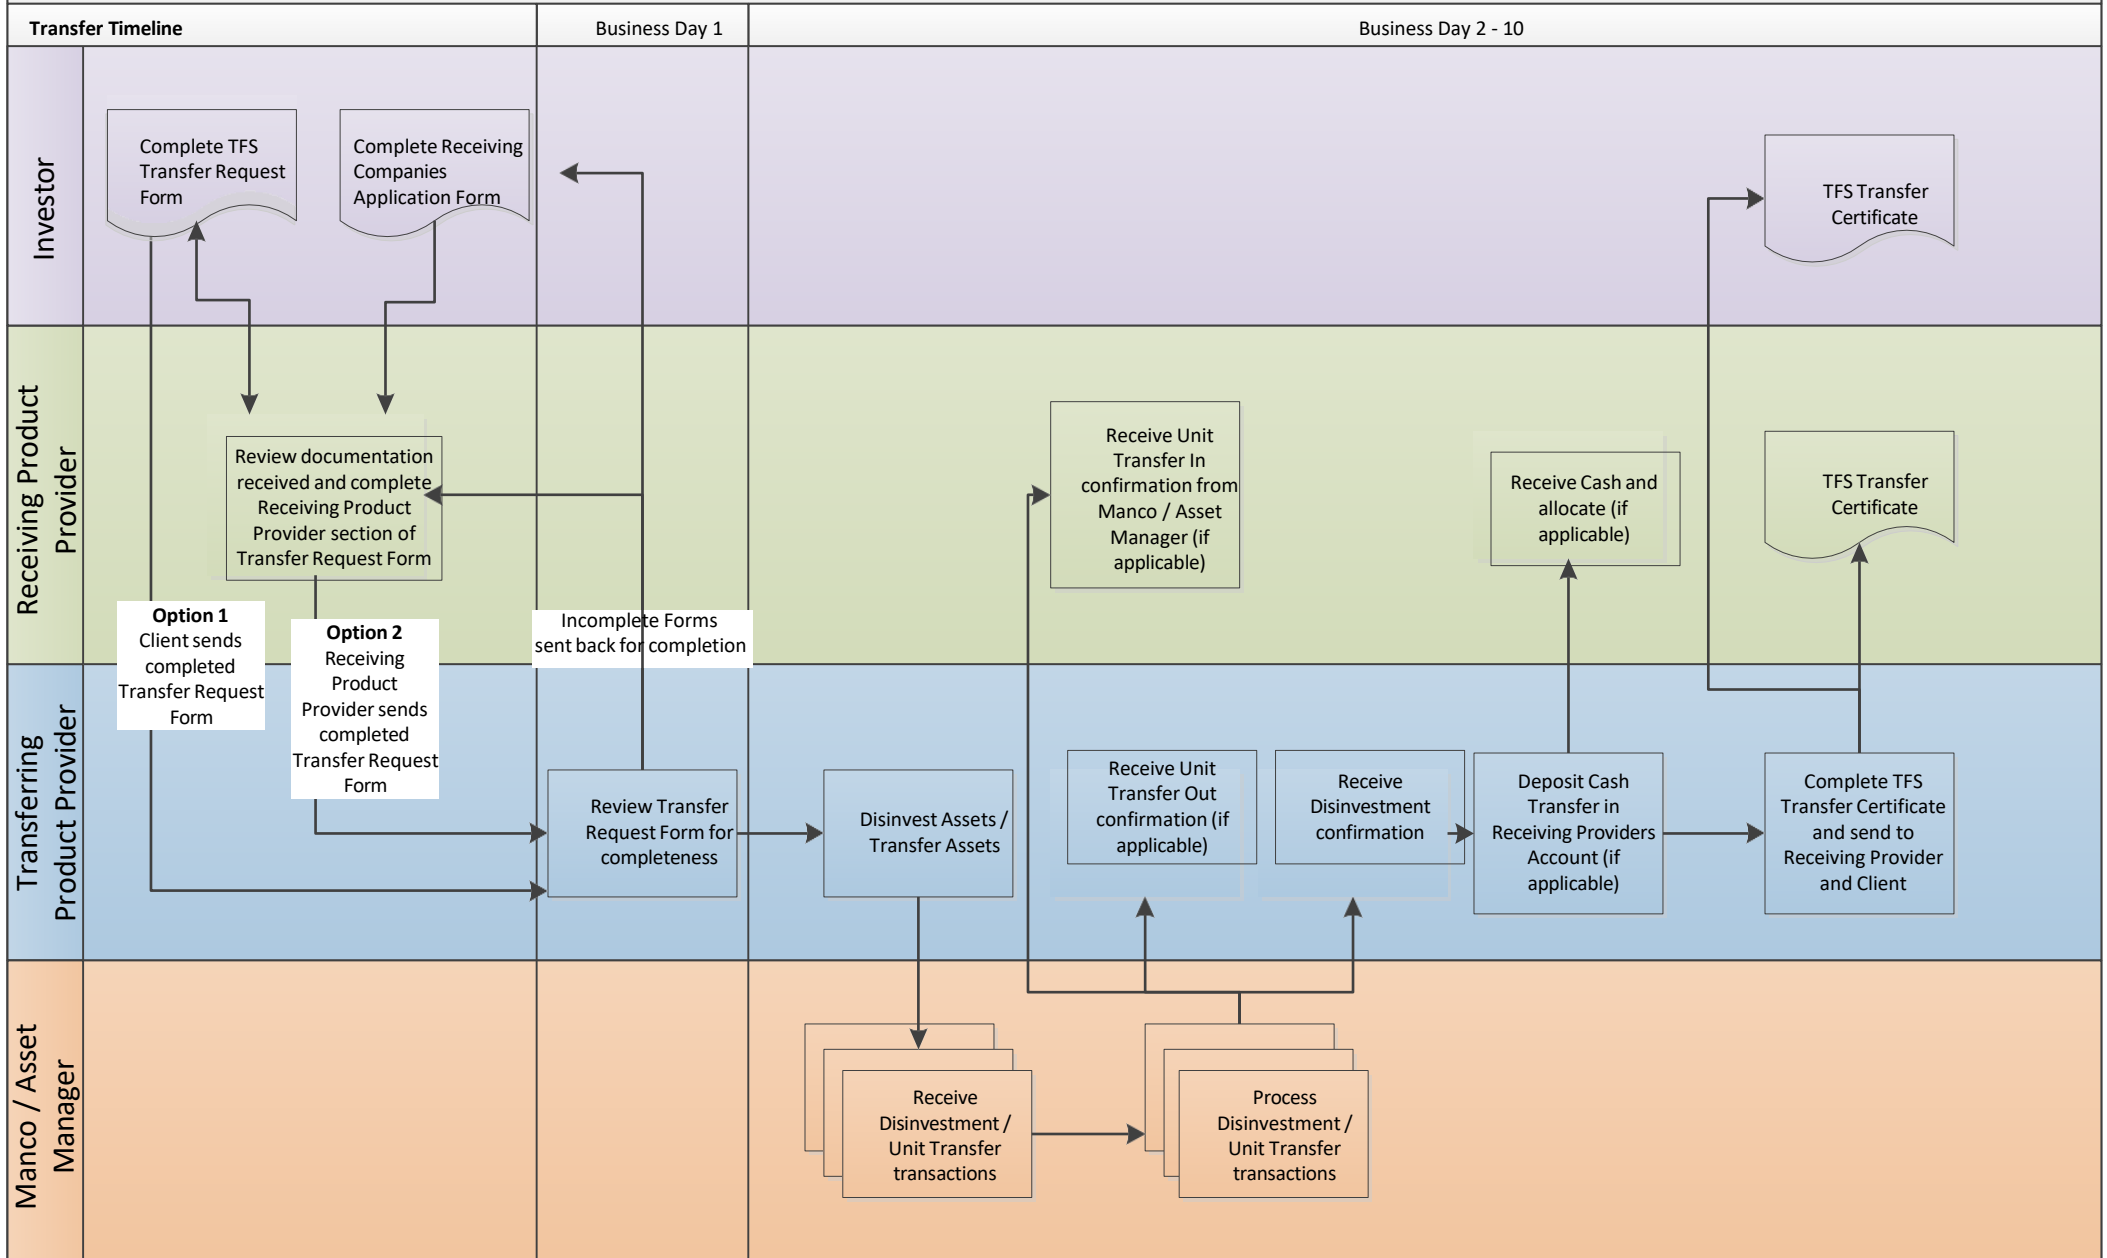 Transfer Timeline
Business Day 1
Business Day 2 - 10
Investor
Complete TFS
Transfer Request
Form
Complete Receiving
Companies
Application Form
TFS Transfer
Certificate
Receiving Product
Provider
Review documentation
received and complete
Receiving Product
Provider section of
Transfer Request Form
Receive Unit
Transfer In
confirmation from
Manco / Asset
Manager (if
applicable)
Receive Cash and
allocate (if
applicable)
TFS Transfer
Certificate
Option 1
Client sends
completed
Transfer Request
Form
Option 2
Receiving
Product
Provider sends
completed
Transfer Request
Form
Incomplete Forms
sent back for completion
Transferring
Product Provider
Review Transfer
Request Form for
completeness
Disinvest Assets /
Transfer Assets
Receive Unit
Transfer Out
confirmation (if
applicable)
Receive
Disinvestment
confirmation
Deposit Cash
Transfer in
Receiving Providers
Account (if
applicable)
Complete TFS
Transfer Certificate
and send to
Receiving Provider
and Client
Manco / Asset
Manager
Receive
Disinvestment /
Unit Transfer
transactions
Process
Disinvestment /
Unit Transfer
transactions